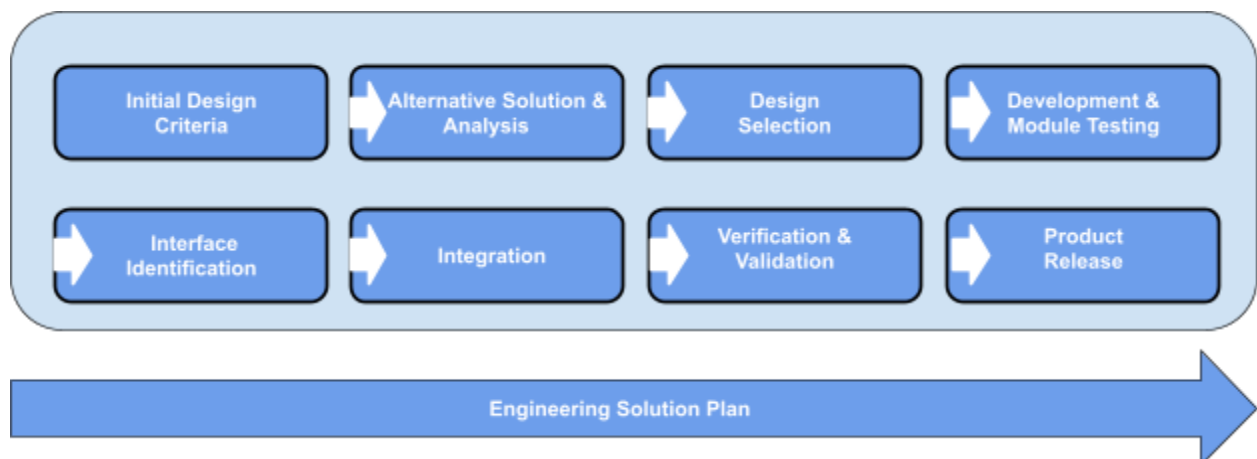 Initial Design
Criteria
Alternative Solution &
Analysis
Design
Selection
Development &
Module Testing
Interface
Identification
Integration
Verification &
Validation
Product
Release
Engineering Solution Plan